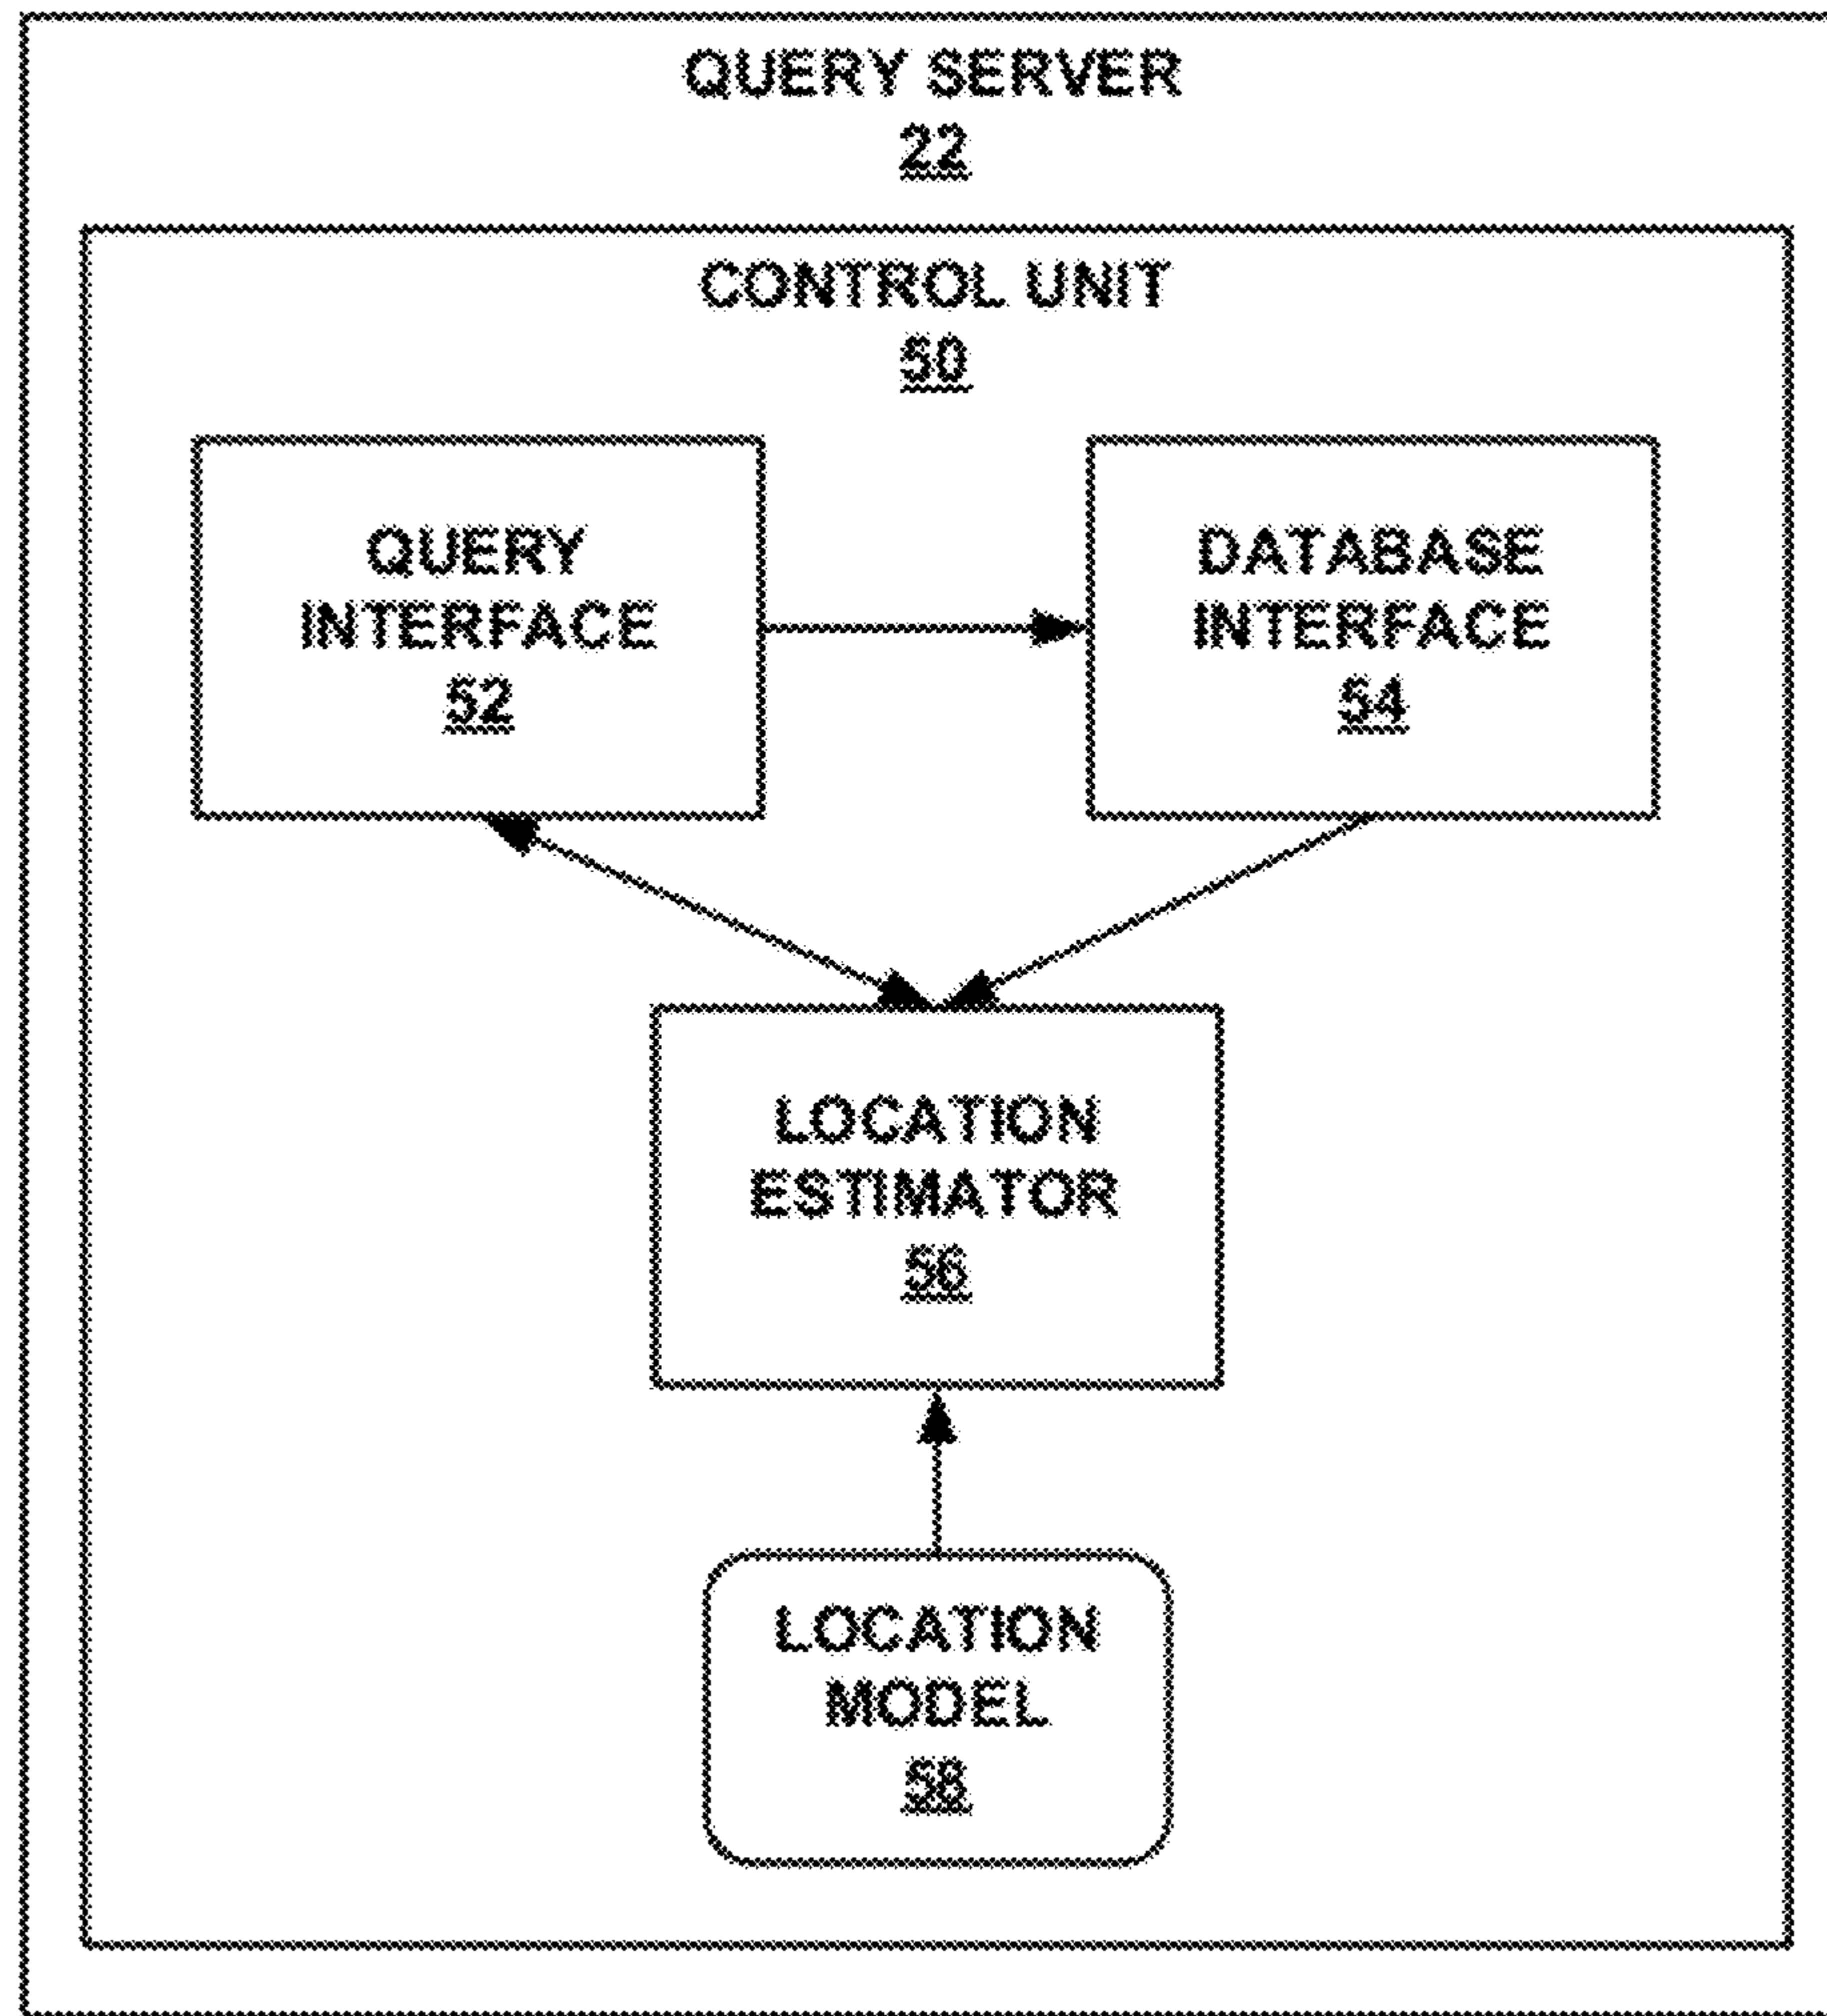 QUERY SERVER
22
CONTROL UNIT
50
QUERY
INTERFACE
52
DATABASE
INTERFACE
54
LOCATION
ESTIMATOR
56
LOCATION
MODEL
58